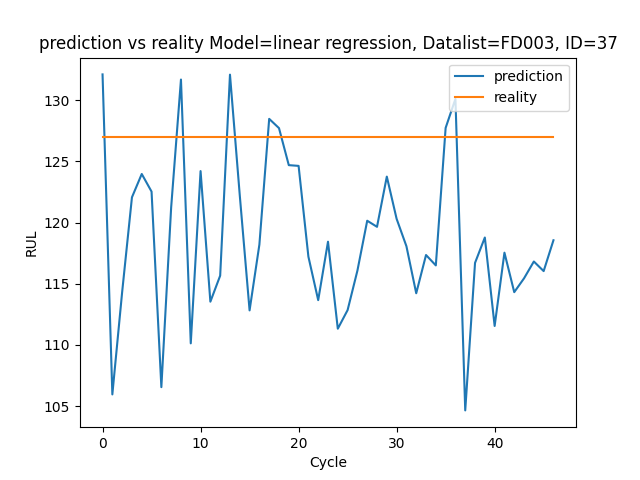 prediction vs reality Model=linear regression, Datalist=FD003, ID=37
prediction
reality
130
125
120
115
110
105
RUL
0 10 20 30 40
Cycle